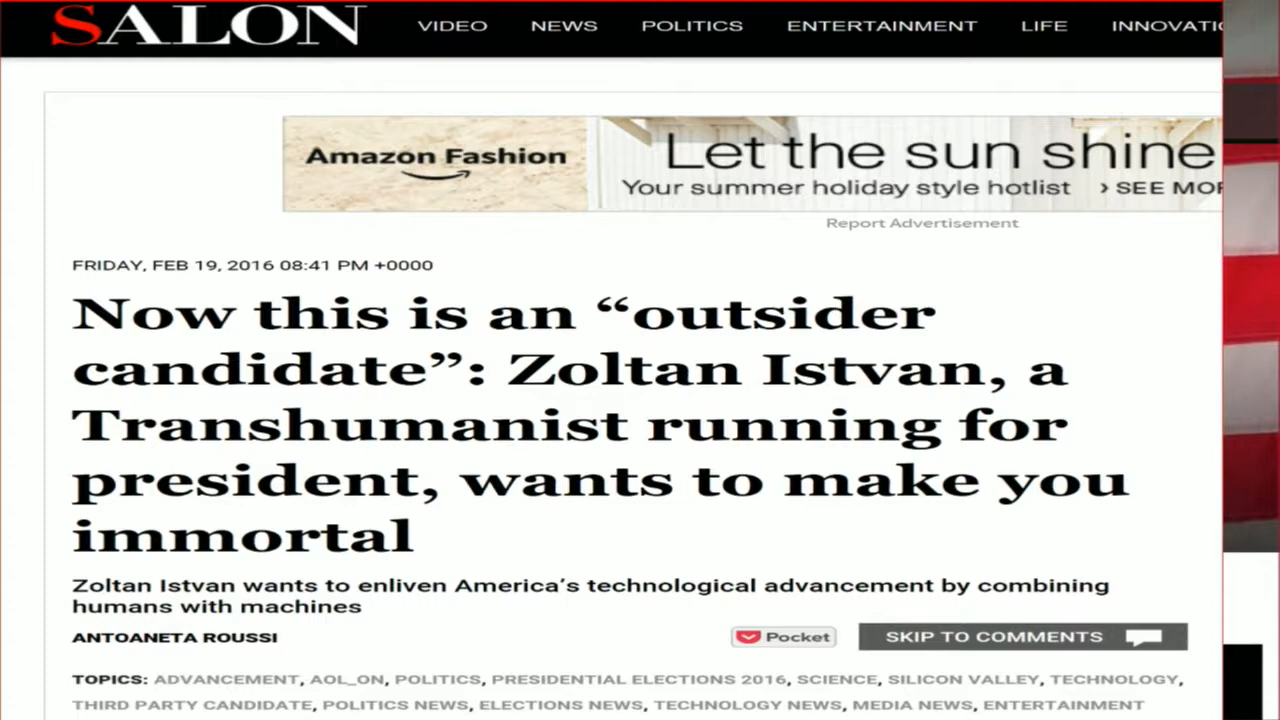 SALON VIDEO NEWS POLITICS ENTERTAINMENT LIFE
Amazon Fashion
Let the sun shine
Your summer holiday style hotlist › SEE
Report Advertisement
FRIDAY, FEB 19, 2016 08:41 PM +0000
Now this is an “outsider
candidate”: Zoltan Istvan, a
Transhumanist running for
president, wants to make you
immortal
Zoltan Istvan wants to enliven America’s technological advancement by combining
humans with machines
ANTOANETA ROUSSI
Pocket
SKIP TO COMMENTS
TOPICS: ADVANCEMENT, AOL_ON, POLITICS, PRESIDENTIAL ELECTIONS 2016, SCIENCE, SILICON VALLEY, TECHNOLOGY,
THIRD PARTY CANDIDATE, POLITICS NEWS, ELECTIONS NEWS, TECHNOLOGY NEWS, MEDIA NEWS, ENTERTAINMENT